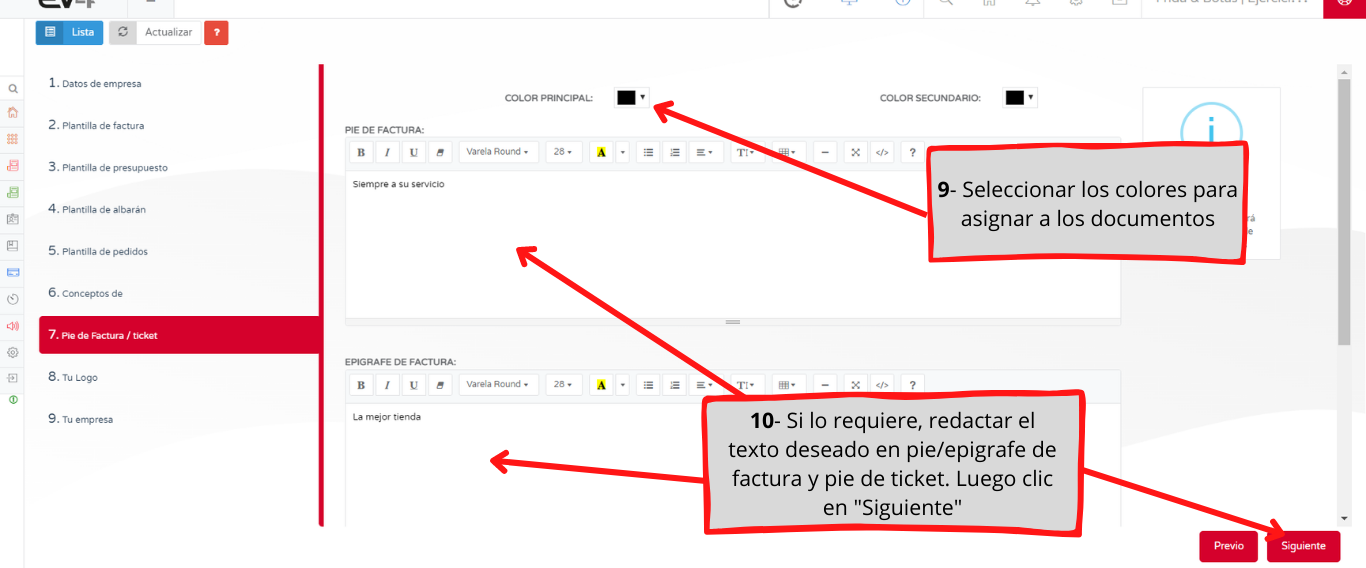 Lista
Actualizar
?
1. Datos de empresa
2. Plantilla de factura
3. Plantilla de presupuesto
4. Plantilla de albarán
5. Plantilla de pedidos
6. Conceptos de
7. Pie de Factura / ticket
8. Tu Logo
9. Tu empresa
COLOR PRINCIPAL:
COLOR SECUNDARIO:
PIE DE FACTURA:
B I U Varela Round 28 A TI </> ?
Siempre a su servicio
9- Seleccionar los colores para
asignar a los documentos
EPIGRAFE DE FACTURA:
B I U Varela Round 28 A TI </> ?
La mejor tienda
10- Si lo requiere, redactar el
texto deseado en pie/epigrafe de
factura y pie de ticket. Luego clic
en "Siguiente"
Previo
Siguiente